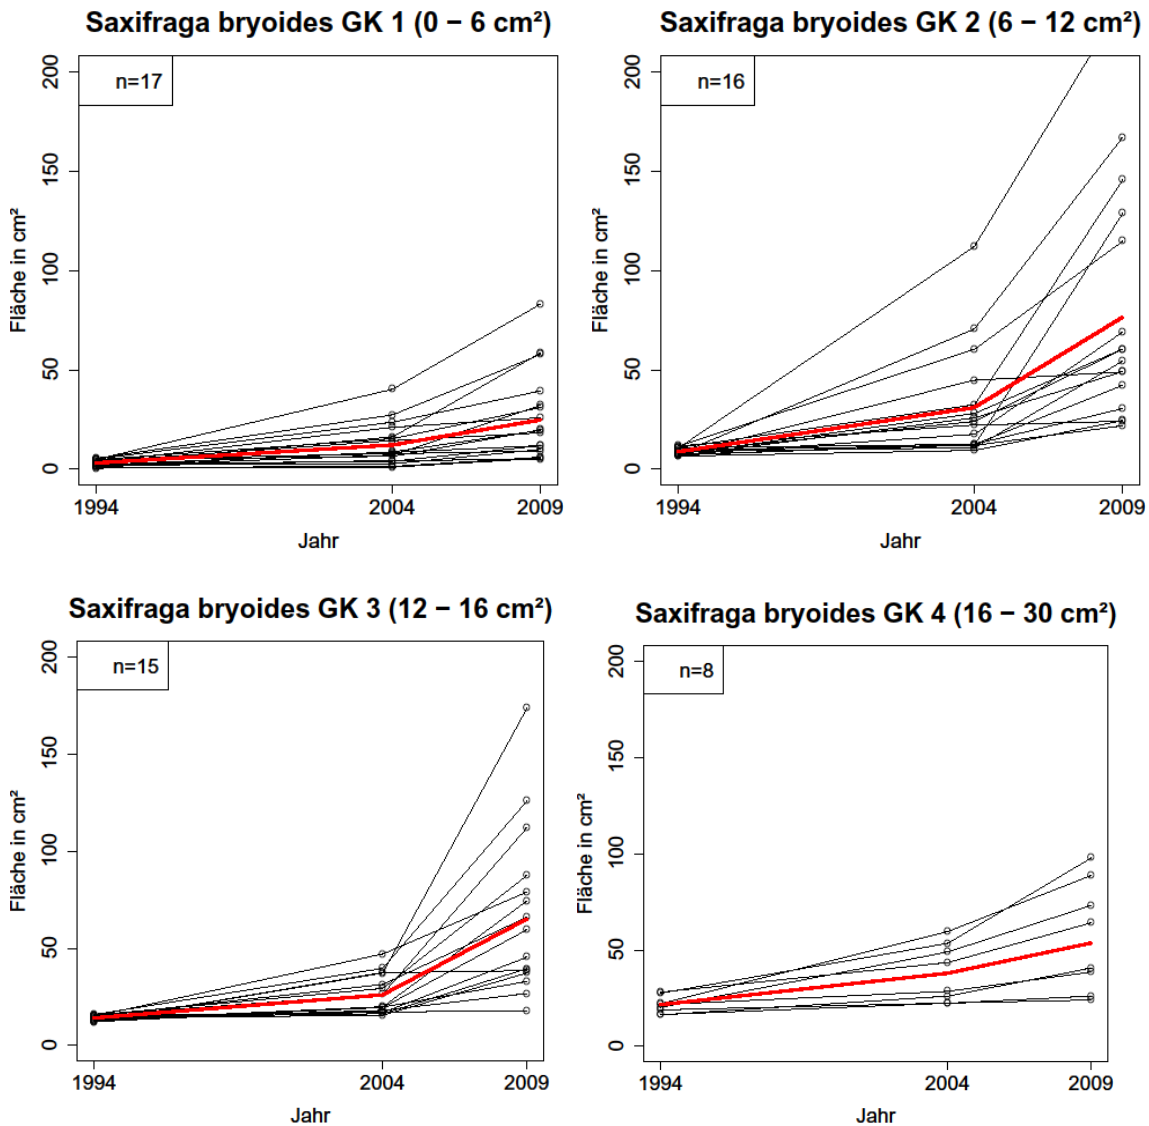 Saxifraga bryoides GK 1 (0 − 6 cm²)
n=17
200
150
100
50
0
Fläche in cm²
1994
2004
2009
Jahr
Saxifraga bryoides GK 2 (6 − 12 cm²)
n=16
200
150
100
50
0
Fläche in cm²
1994
2004
2009
Jahr
Saxifraga bryoides GK 3 (12 − 16 cm²)
n=15
200
150
100
50
0
Fläche in cm²
1994
2004
2009
Jahr
Saxifraga bryoides GK 4 (16 − 30 cm²)
n=8
200
150
100
50
0
Fläche in cm²
1994
2004
2009
Jahr